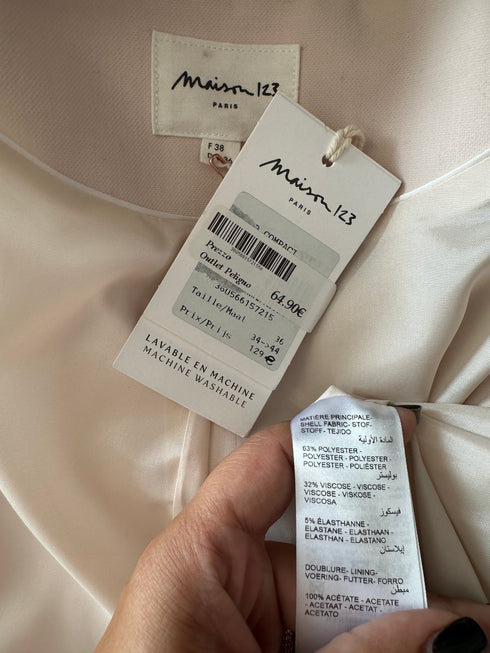 Maison 123
PARIS
F 38
Maison 123
PARIS
COMPACT
Prezzo
Outlet Peligno
64.90€
36U566157215
Taille/Maat 36
34->44
Prix/Prijs 129 €
LAVABLE EN MACHINE
MACHINE WASHABLE
MATIÈRE PRINCIPALE-
SHELL FABRIC- STOF-
STOFF - TEJIDO
المادة الأولية
63% POLYESTER -
POLYESTER - POLYESTER -
POLYESTER - POLIÉSTER
بوليستر
32% VISCOSE - VISCOSE -
VISCOSE - VISKOSE -
VISCOSA
فيسكوز
5% ÉLASTHANNE -
ELASTANE - ELASTHAAN -
ELASTHAN - ELASTANO
إيلاستان
DOUBLURE - LINING-
VOERING- FUTTER- FORRO
مبطن
100% ACÉTATE - ACETATE
- ACETAAT - ACETAT -
ACETATO